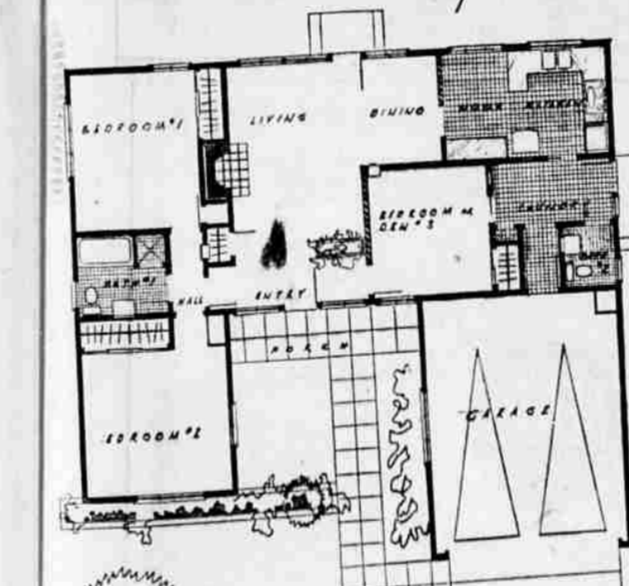 BEDROOM #1
LIVING
DINING
NOOK
KITCHEN
BEDROOM OR
DEN #3
LAUNDRY
BATH #2
BATH #1
HALL
ENTRY
PORCH
BEDROOM #2
GARAGE